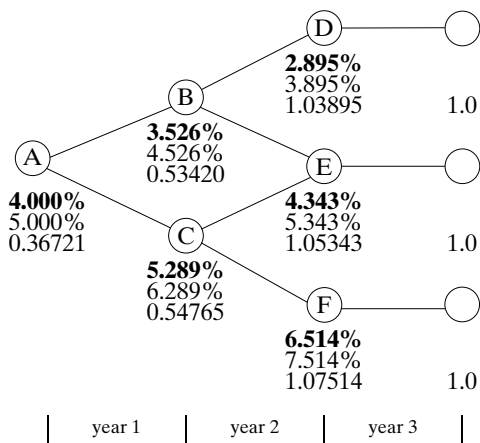 D
2.895%
3.895%
1.03895
1.0
B
3.526%
4.526%
0.53420
A
4.000%
5.000%
0.36721
E
4.343%
5.343%
1.05343
1.0
C
5.289%
6.289%
0.54765
F
6.514%
7.514%
1.07514
1.0
year 1
year 2
year 3